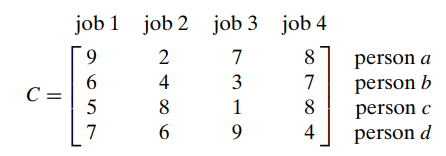 job 1 job 2 job 3 job 4
9 2 7 8 person a
6 4 3 7 person b
C =
5 8 1 8 person c
7 6 9 4 person d